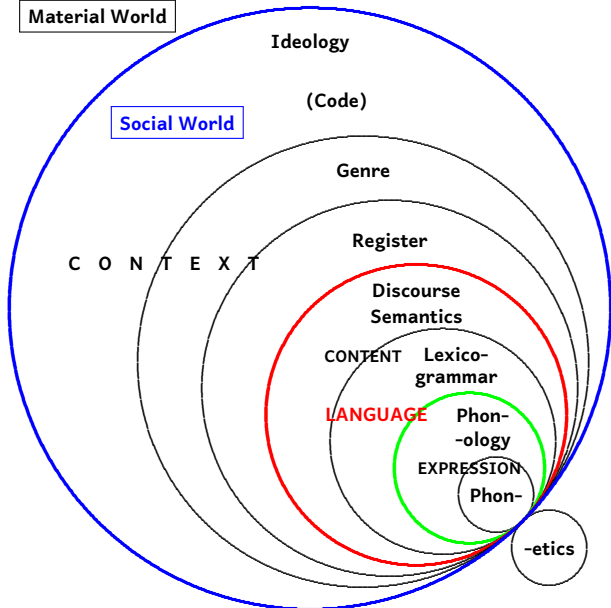 Material World
Ideology
(Code)
Social World
Genre
Register
C O N T E X T
Discourse
Semantics
CONTENT
Lexico-
grammar
LANGUAGE
Phon-
-ology
EXPRESSION
Phon-
-etics